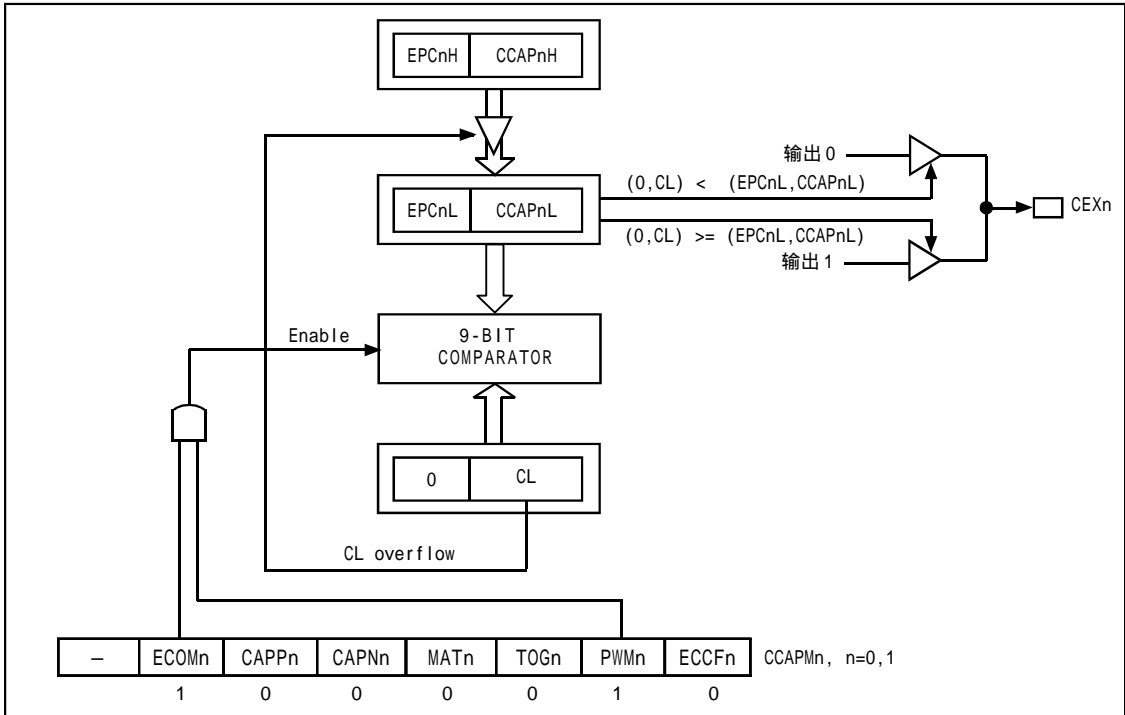 EPCnH CCAPnH
输出0
(0,CL) < (EPCnL,CCAPnL)
EPCnL CCAPnL
CEXn
(0,CL) >= (EPCnL,CCAPnL)
输出1
Enable
9-BIT
COMPARATOR
0 CL
CL overflow
— ECOMn CAPPn CAPNn MATn TOGn PWMn ECCFn CCAPMn, n=0,1
1 0 0 0 0 1 0